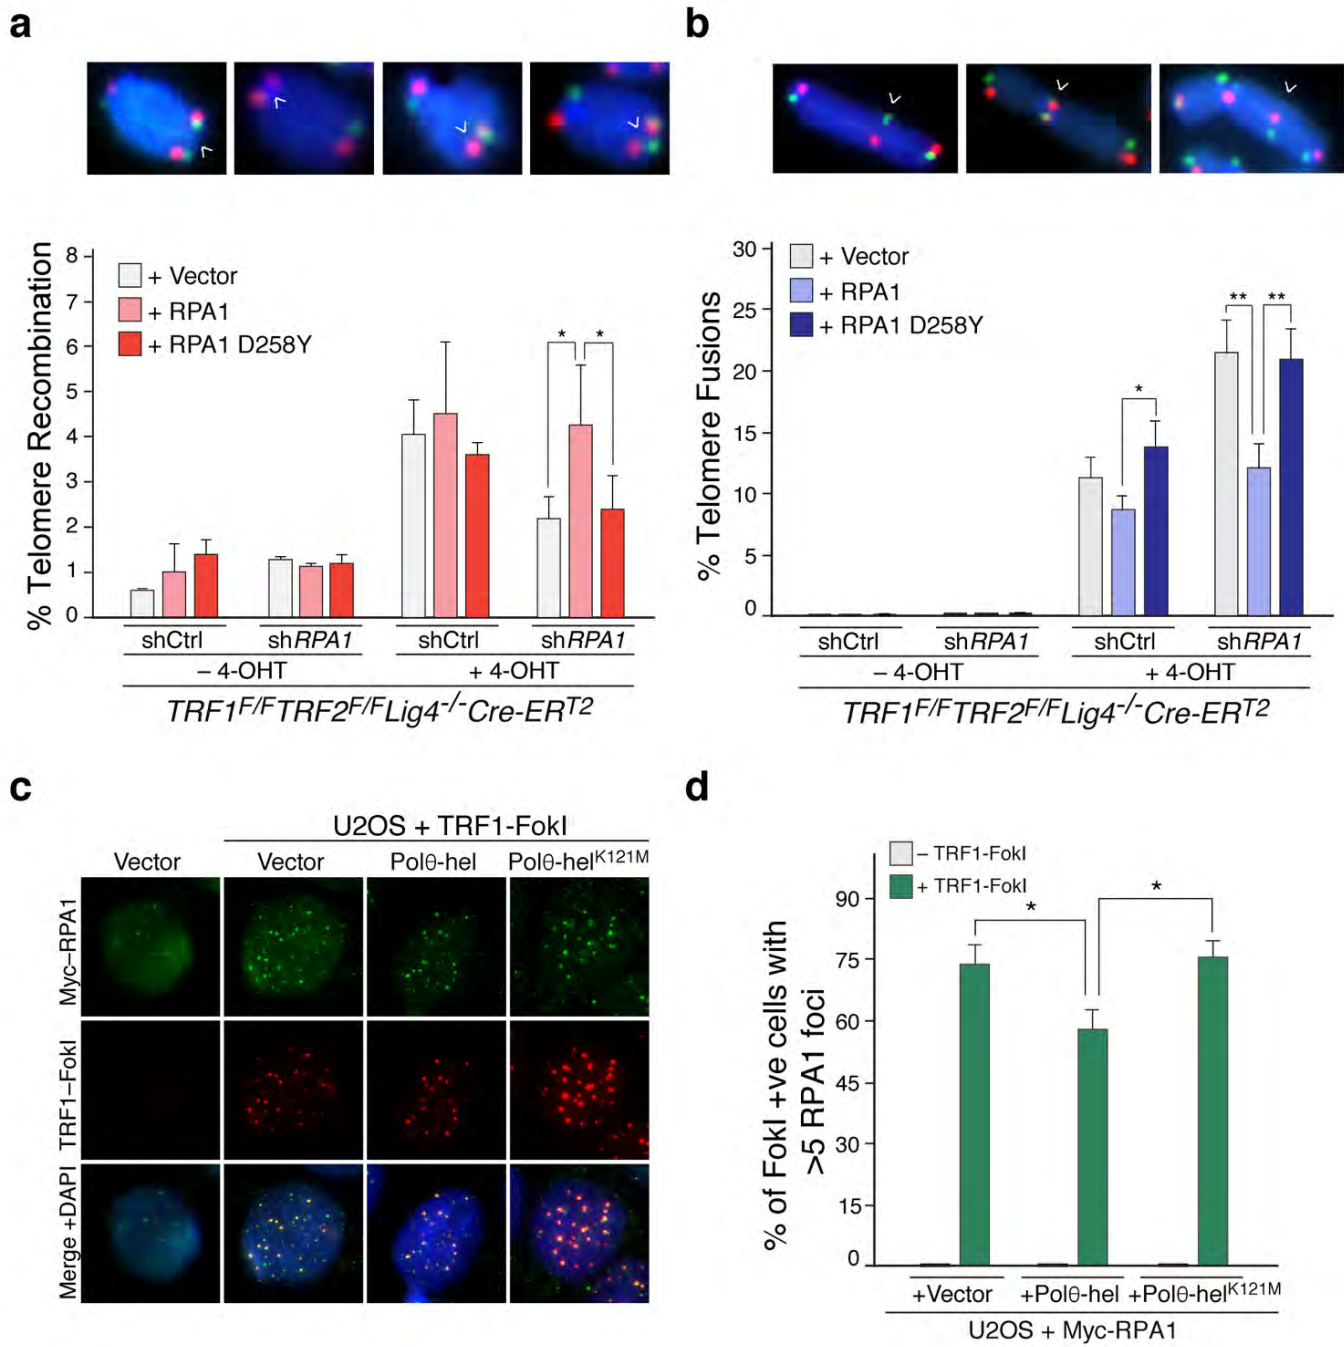 a
8
7
6
5
4
3
2
1
0
% Telomere Recombination
+ Vector
+ RPA1
+ RPA1 D258Y
*
*
shCtrl
shRPA1
shCtrl
shRPA1
– 4-OHT
+ 4-OHT
TRF1F/FTRF2F/FLig4-/-Cre-ERT2
b
30
25
20
15
10
5
0
% Telomere Fusions
+ Vector
+ RPA1
+ RPA1 D258Y
*
**
**
shCtrl
shRPA1
shCtrl
shRPA1
– 4-OHT
+ 4-OHT
TRF1F/FTRF2F/FLig4-/-Cre-ERT2
c
U2OS + TRF1-FokI
Vector
Vector
Polθ-hel
Polθ-helK121M
Myc–RPA1
TRF1–FokI
Merge +DAPI
d
– TRF1-FokI
+ TRF1-FokI
90
75
60
45
30
15
0
% of FokI +ve cells with
>5 RPA1 foci
*
*
+Vector
+Polθ-hel
+Polθ-helK121M
U2OS + Myc-RPA1